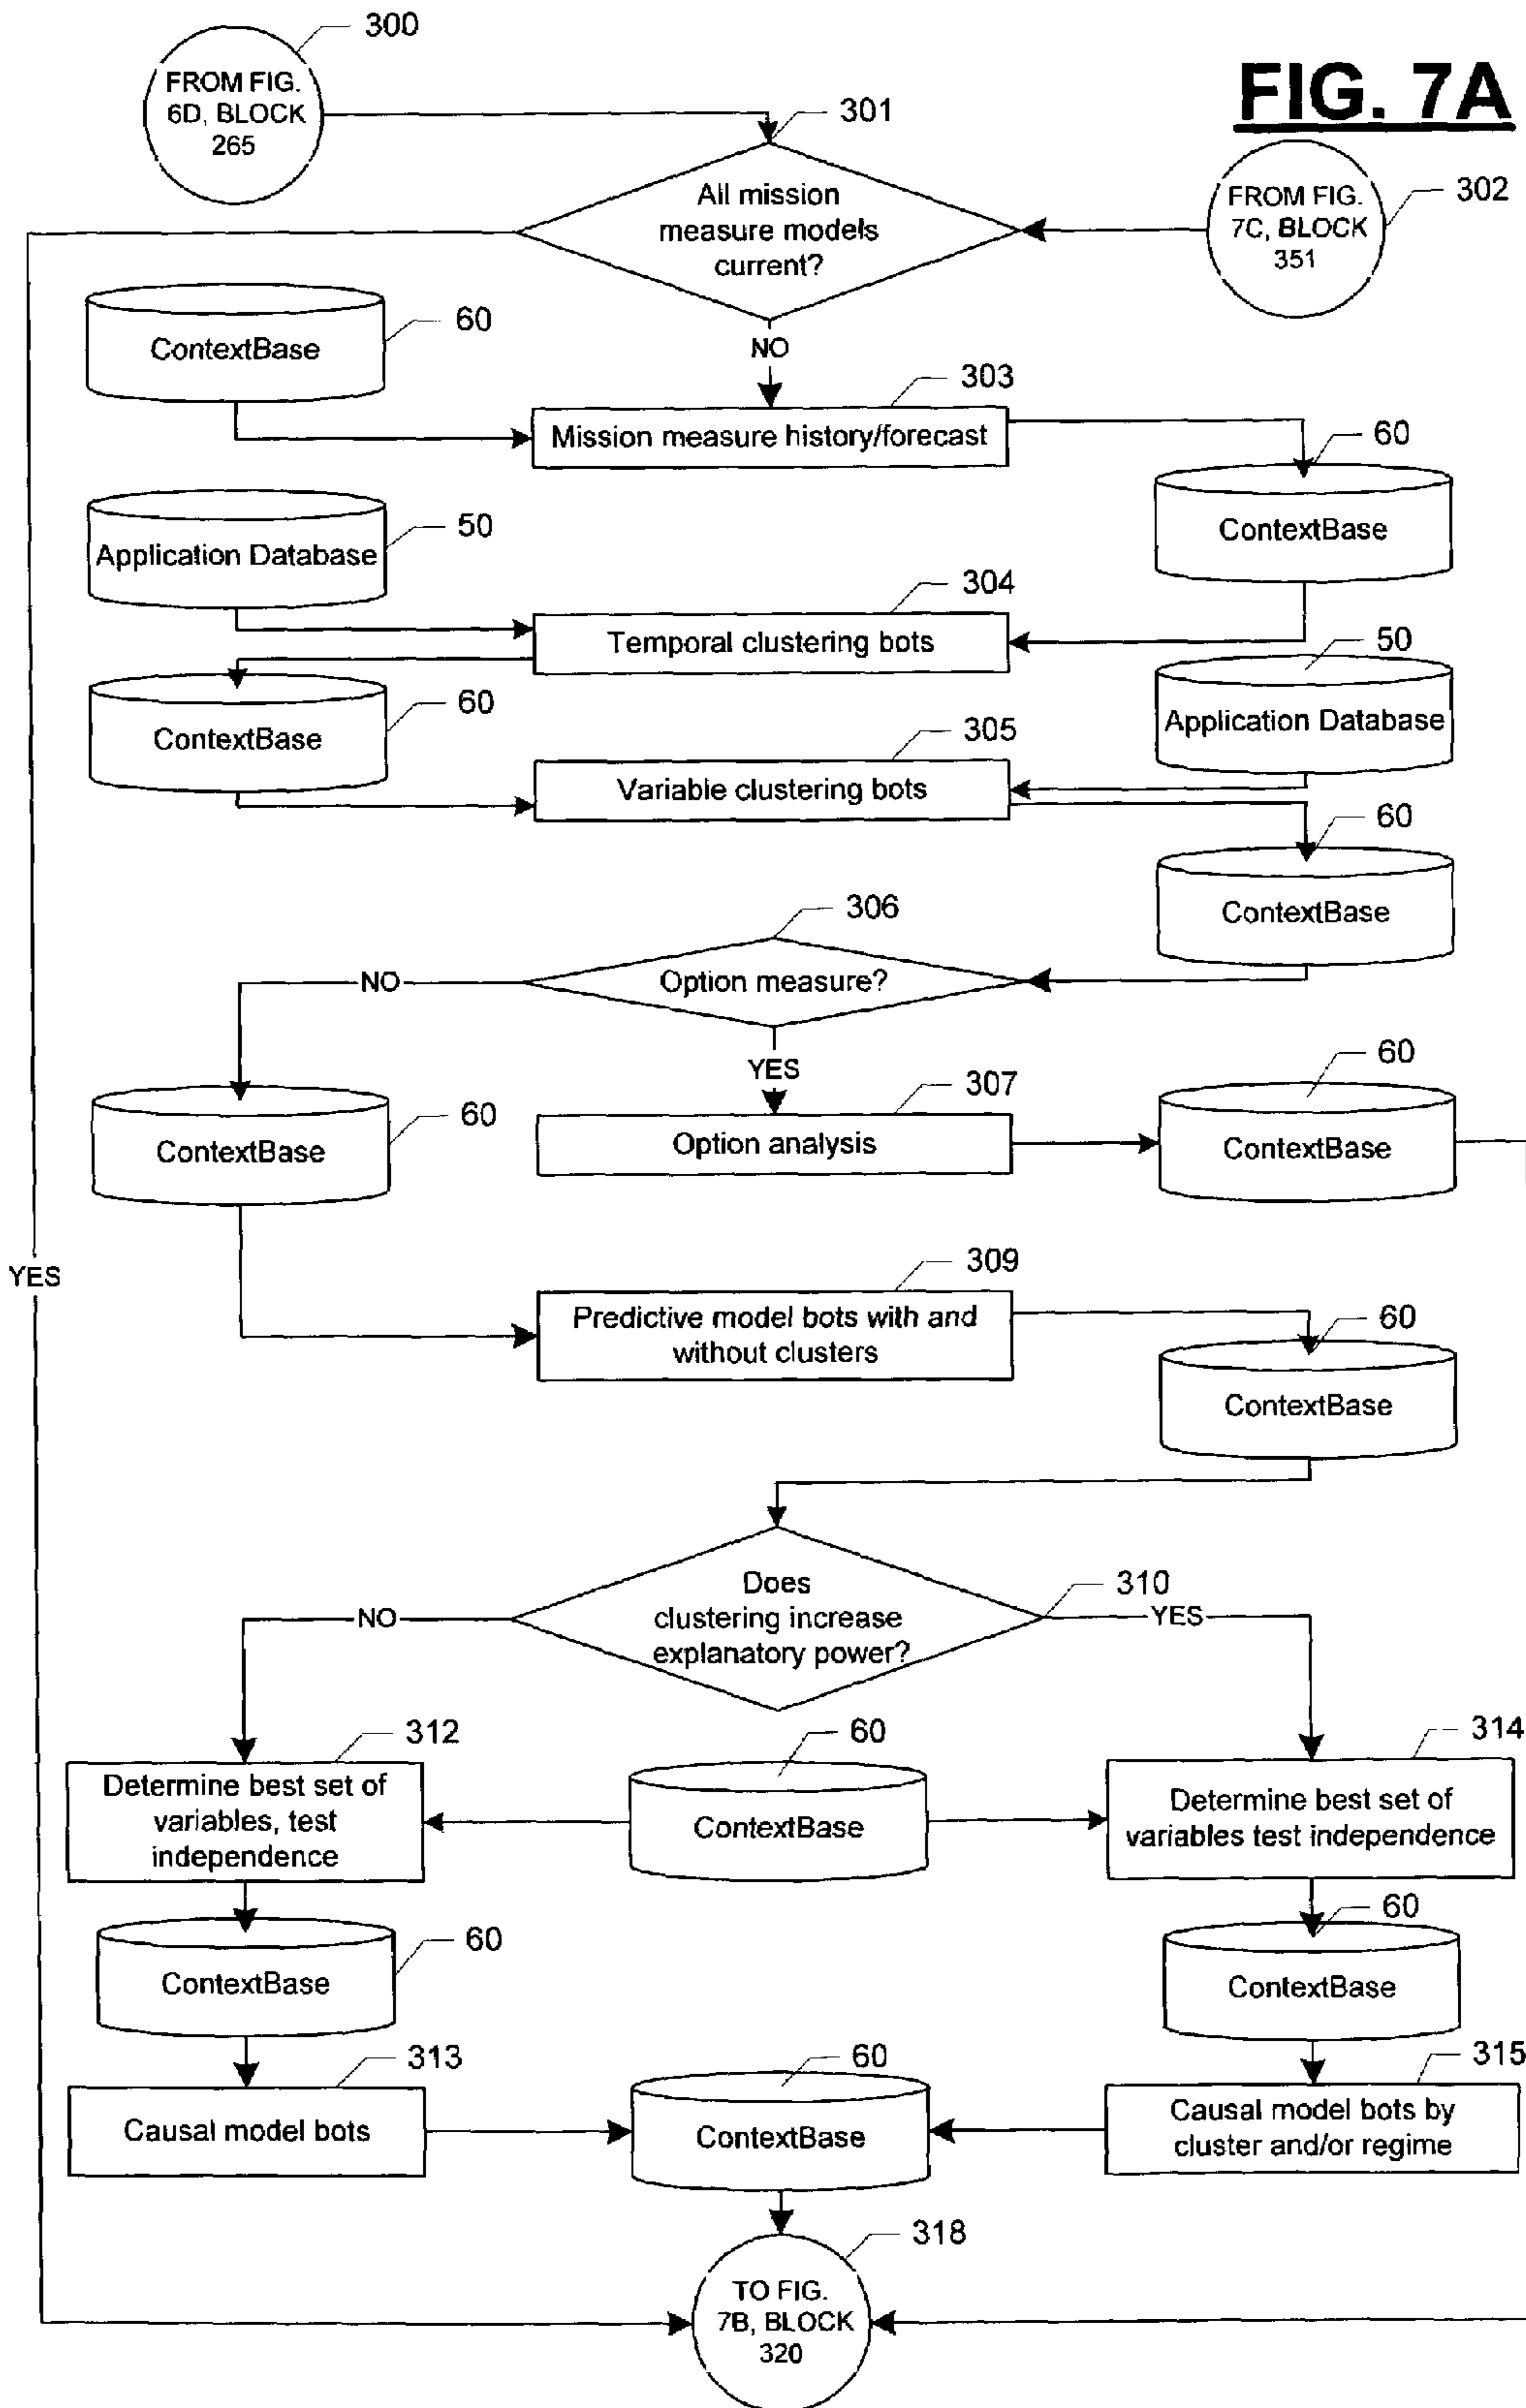 300
FROM FIG.
6D, BLOCK
265
FIG. 7A
301
All mission
measure models
current?
FROM FIG.
7C, BLOCK
351
302
60
ContextBase
NO
303
Mission measure history/forecast
60
ContextBase
50
Application Database
304
Temporal clustering bots
50
Application Database
60
ContextBase
305
Variable clustering bots
60
ContextBase
306
Option measure?
NO
YES
60
ContextBase
307
Option analysis
60
ContextBase
YES
309
Predictive model bots with and
without clusters
60
ContextBase
310
Does
clustering increase
explanatory power?
NO
YES
312
Determine best set of
variables, test
independence
60
ContextBase
314
Determine best set of
variables test independence
60
ContextBase
60
ContextBase
313
Causal model bots
60
ContextBase
315
Causal model bots by
cluster and/or regime
318
TO FIG.
7B, BLOCK
320